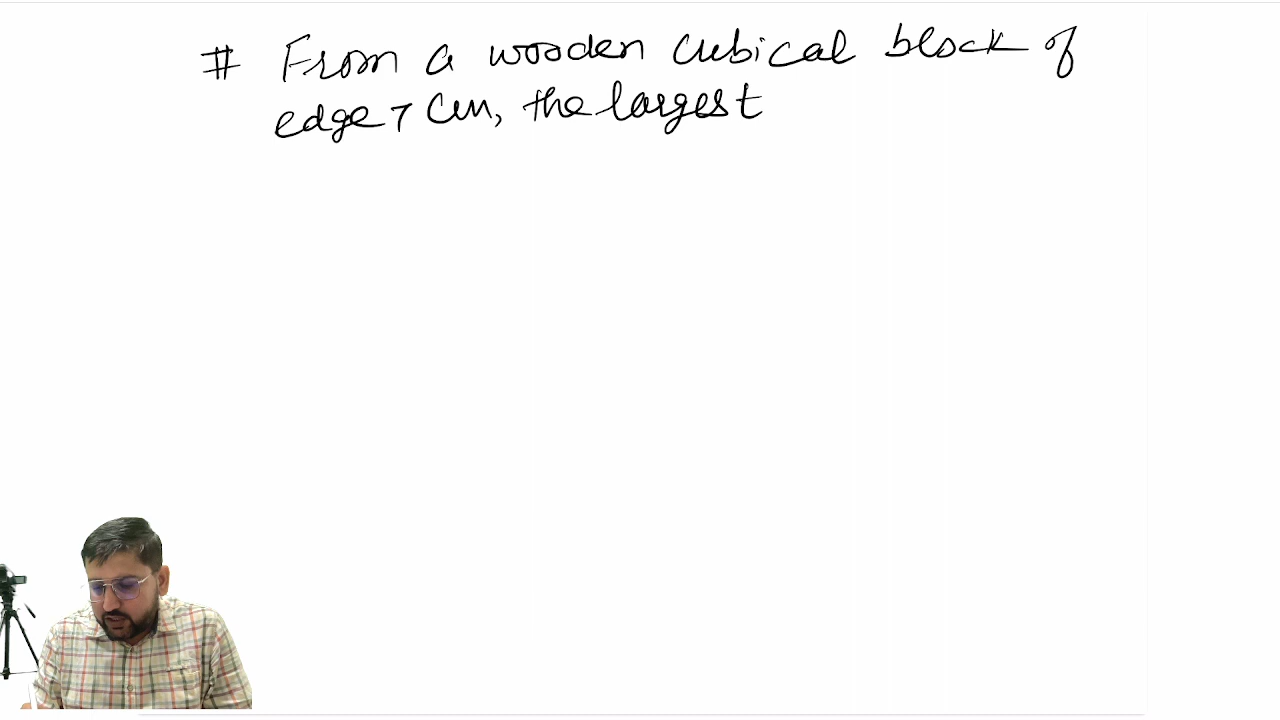 # From a wooden cubical block of
edge 7 cm, the largest